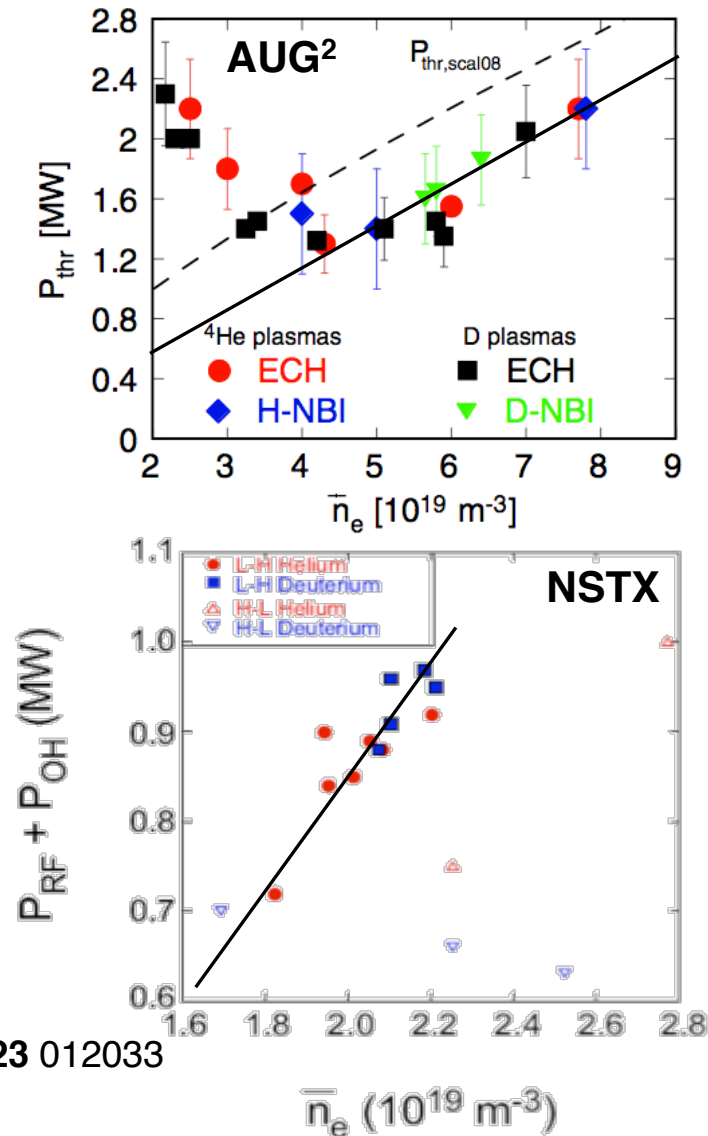 2.8
AUG²
P_thr,scal08
2.4
2
1.6
P_thr [MW]
1.2
0.8
⁴He plasmas D plasmas
ECH ECH
0.4
H-NBI D-NBI
0
2 3 4 5 6 7 8 9
n̅_e [10¹⁹ m⁻³]
1.1
L-H Helium
NSTX
L-H Deuterium
H-L Helium
H-L Deuterium
1.0
0.9
P_RF + P_OH (MW)
0.8
0.7
0.6
1.6 1.8 2.0 2.2 2.4 2.6 2.8
23 012033
n̅_e (10¹⁹ m⁻³)